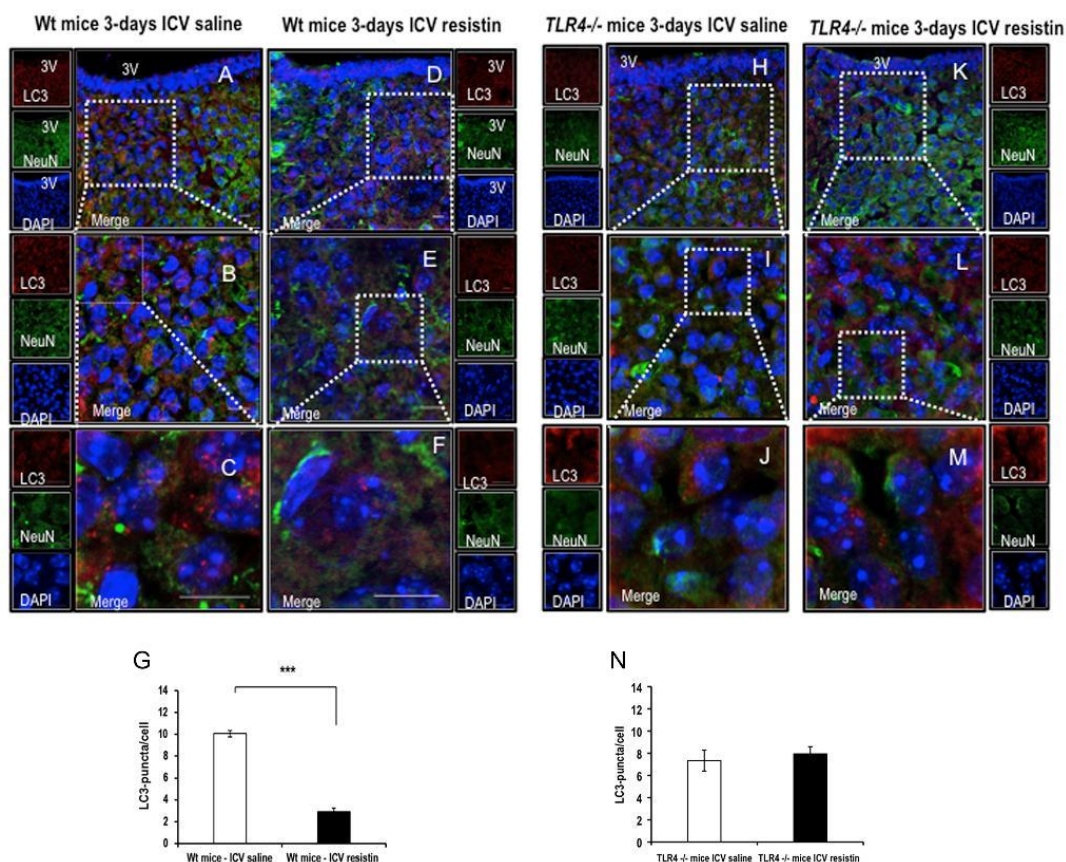 Wt mice 3-days ICV saline
Wt mice 3-days ICV resistin
TLR4-/- mice 3-days ICV saline
TLR4-/- mice 3-days ICV resistin
3V
LC3
3V
NeuN
3V
DAPI
3V
A
Merge
D
Merge
3V
LC3
3V
NeuN
3V
DAPI
LC3
NeuN
DAPI
3V
H
Merge
3V
K
Merge
LC3
NeuN
DAPI
LC3
NeuN
DAPI
B
Merge
E
Merge
LC3
NeuN
DAPI
LC3
NeuN
DAPI
I
Merge
L
Merge
LC3
NeuN
DAPI
LC3
NeuN
DAPI
C
Merge
F
Merge
LC3
NeuN
DAPI
LC3
NeuN
DAPI
J
Merge
M
Merge
LC3
NeuN
DAPI
G
***
LC3-puncta/cell
14
12
10
8
6
4
2
0
Wt mice - ICV saline
Wt mice - ICV resistin
N
LC3-puncta/cell
14
12
10
8
6
4
2
0
TLR4 -/- mice ICV saline
TLR4 -/- mice ICV resistin